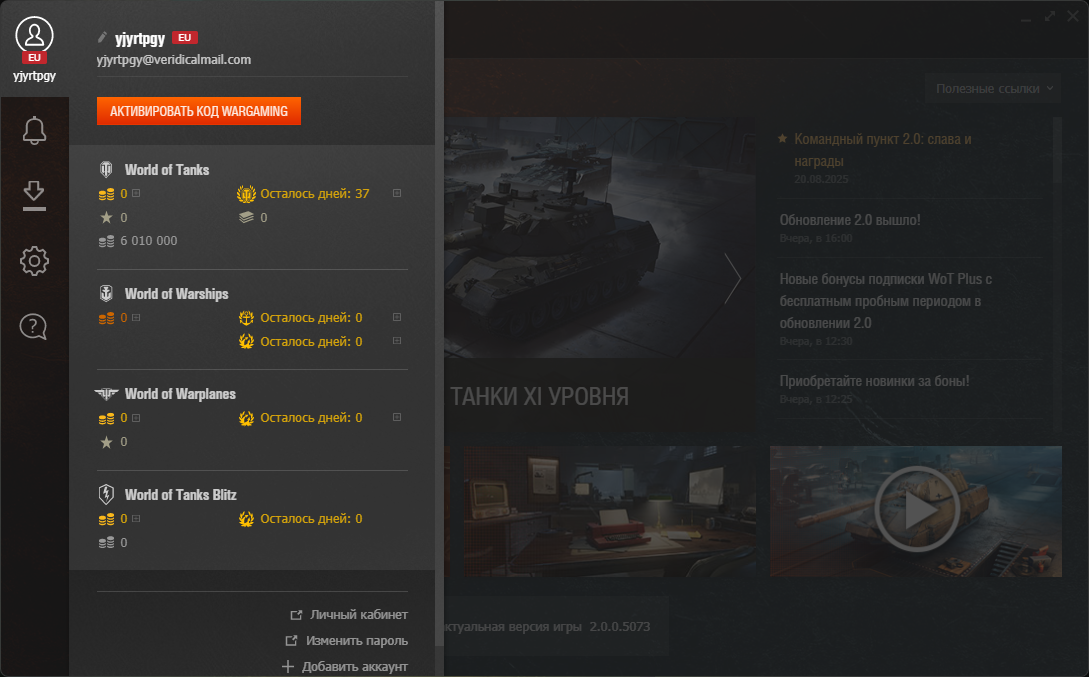 EU
yjyrtpgy
yjyrtpgy EU
yjyrtpgy@veridicalmail.com
АКТИВИРОВАТЬ КОД WARGAMING
World of Tanks
0
Осталось дней: 37
0
0
6 010 000
World of Warships
0
Осталось дней: 0
Осталось дней: 0
World of Warplanes
0
Осталось дней: 0
0
World of Tanks Blitz
0
Осталось дней: 0
0
Личный кабинет
Изменить пароль
Добавить аккаунт
Полезные ссылки
Командный пункт 2.0: слава и
награды
20.08.2025
Обновление 2.0 вышло!
Вчера, в 16:00
Новые бонусы подписки WoT Plus с
бесплатным пробным периодом в
обновлении 2.0
Вчера, в 12:30
Приобретайте новинки за боны!
Вчера, в 12:25
ТАНКИ XI УРОВНЯ
ктуальная версия игры 2.0.0.5073